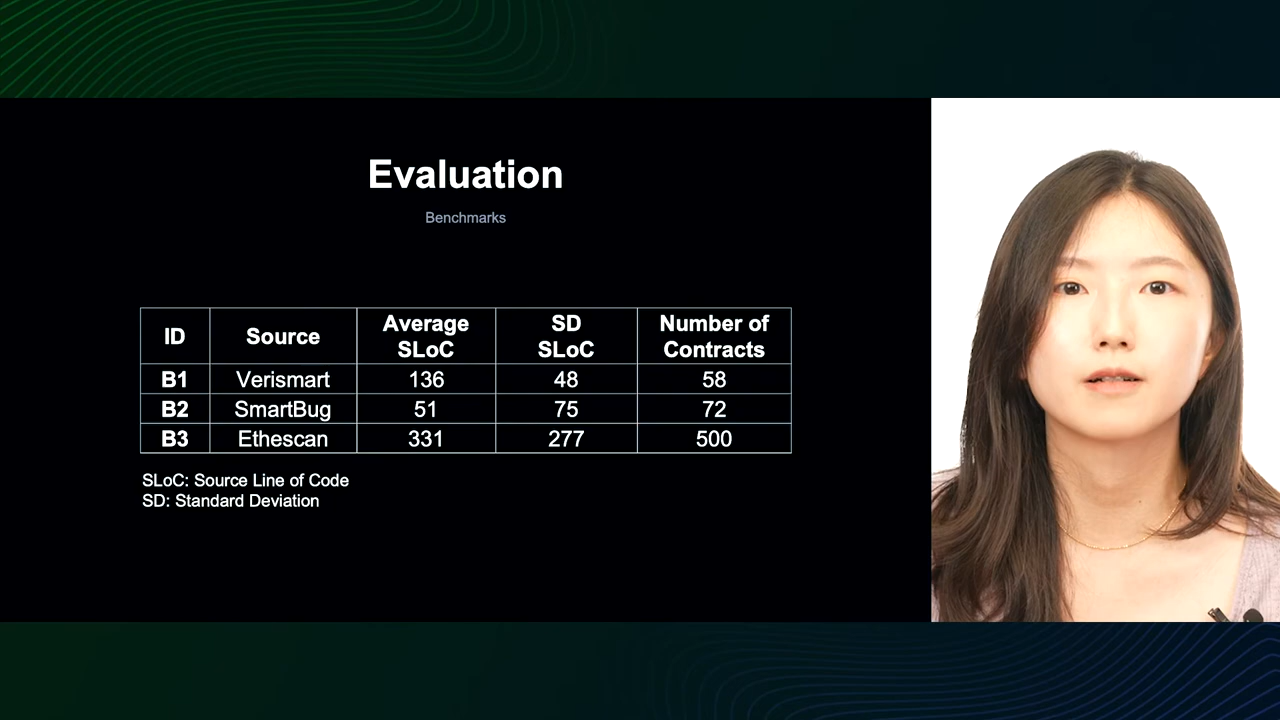 Evaluation
Benchmarks
ID Source Average SLoC SD SLoC Number of Contracts
B1 Verismart 136 48 58
B2 SmartBug 51 75 72
B3 Ethescan 331 277 500
SLoC: Source Line of Code
SD: Standard Deviation